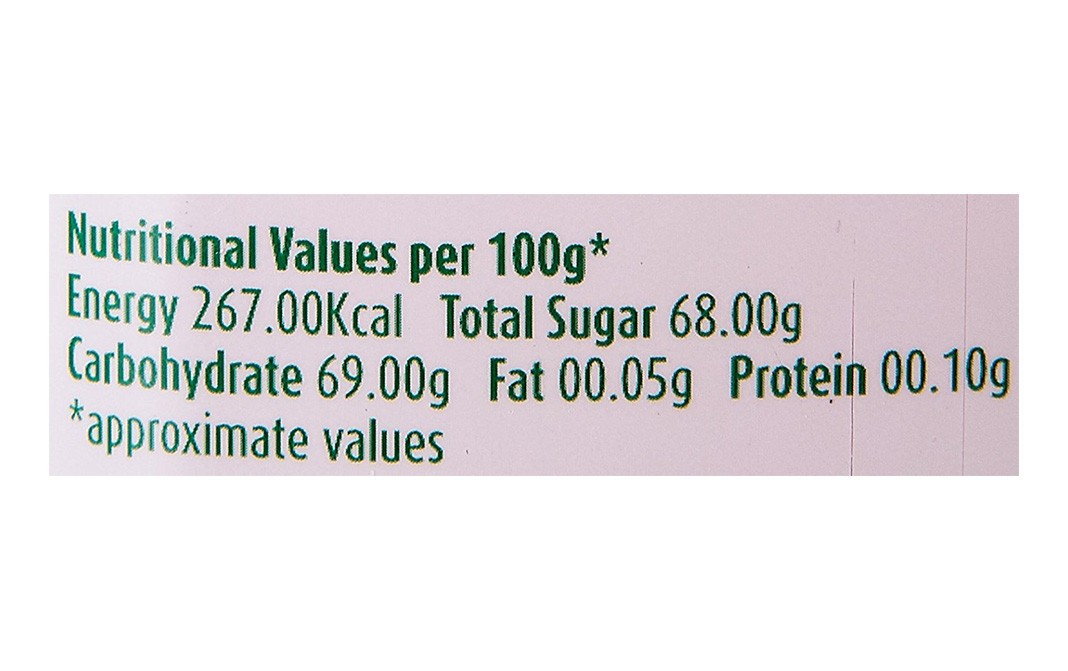 Nutritional Values per 100g*
Energy 267.00Kcal Total Sugar 68.00g
Carbohydrate 69.00g Fat 00.05g Protein 00.10g
*approximate values